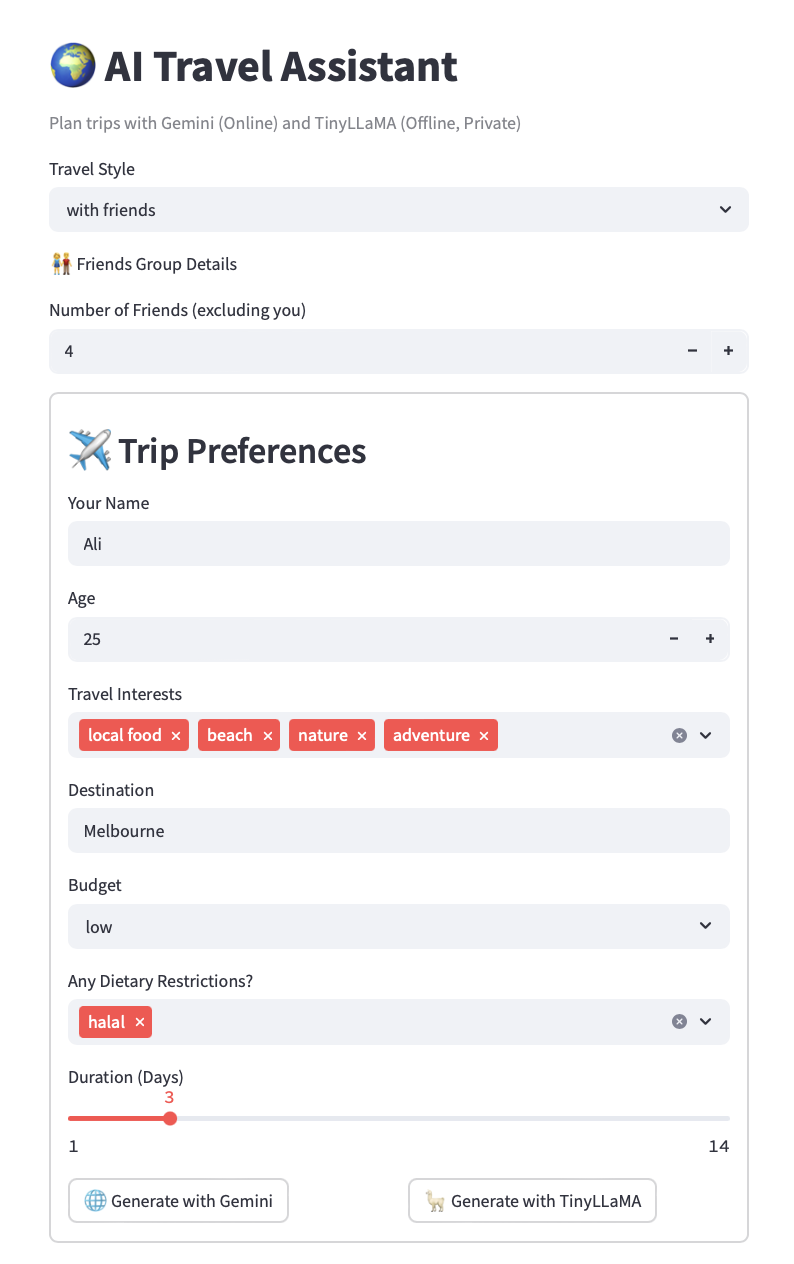 AI Travel Assistant
Plan trips with Gemini (Online) and TinyLLaMA (Offline, Private)
Travel Style
with friends
Friends Group Details
Number of Friends (excluding you)
4
Trip Preferences
Your Name
Ali
Age
25
Travel Interests
local food beach nature adventure
Destination
Melbourne
Budget
low
Any Dietary Restrictions?
halal
Duration (Days)
3
1 14
Generate with Gemini Generate with TinyLLaMA